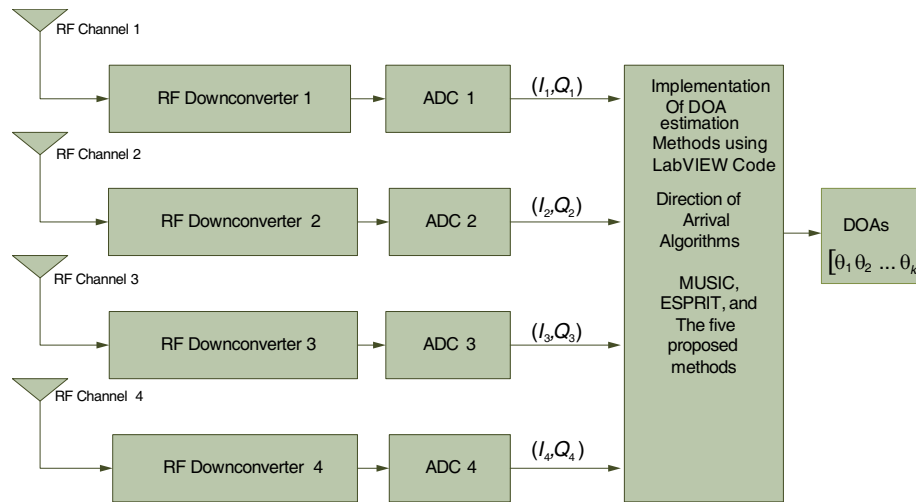 RF Channel 1
RF Downconverter 1
ADC 1
(I₁,Q₁)
RF Channel 2
RF Downconverter 2
ADC 2
(I₂,Q₂)
RF Channel 3
RF Downconverter 3
ADC 3
(I₃,Q₃)
RF Channel 4
RF Downconverter 4
ADC 4
(I₄,Q₄)
Implementation
Of DOA
estimation
Methods using
LabVIEW Code
Direction of
Arrival
Algorithms
MUSIC,
ESPRIT, and
The five
proposed
methods
DOAs
[θ₁ θ₂ ... θₖ